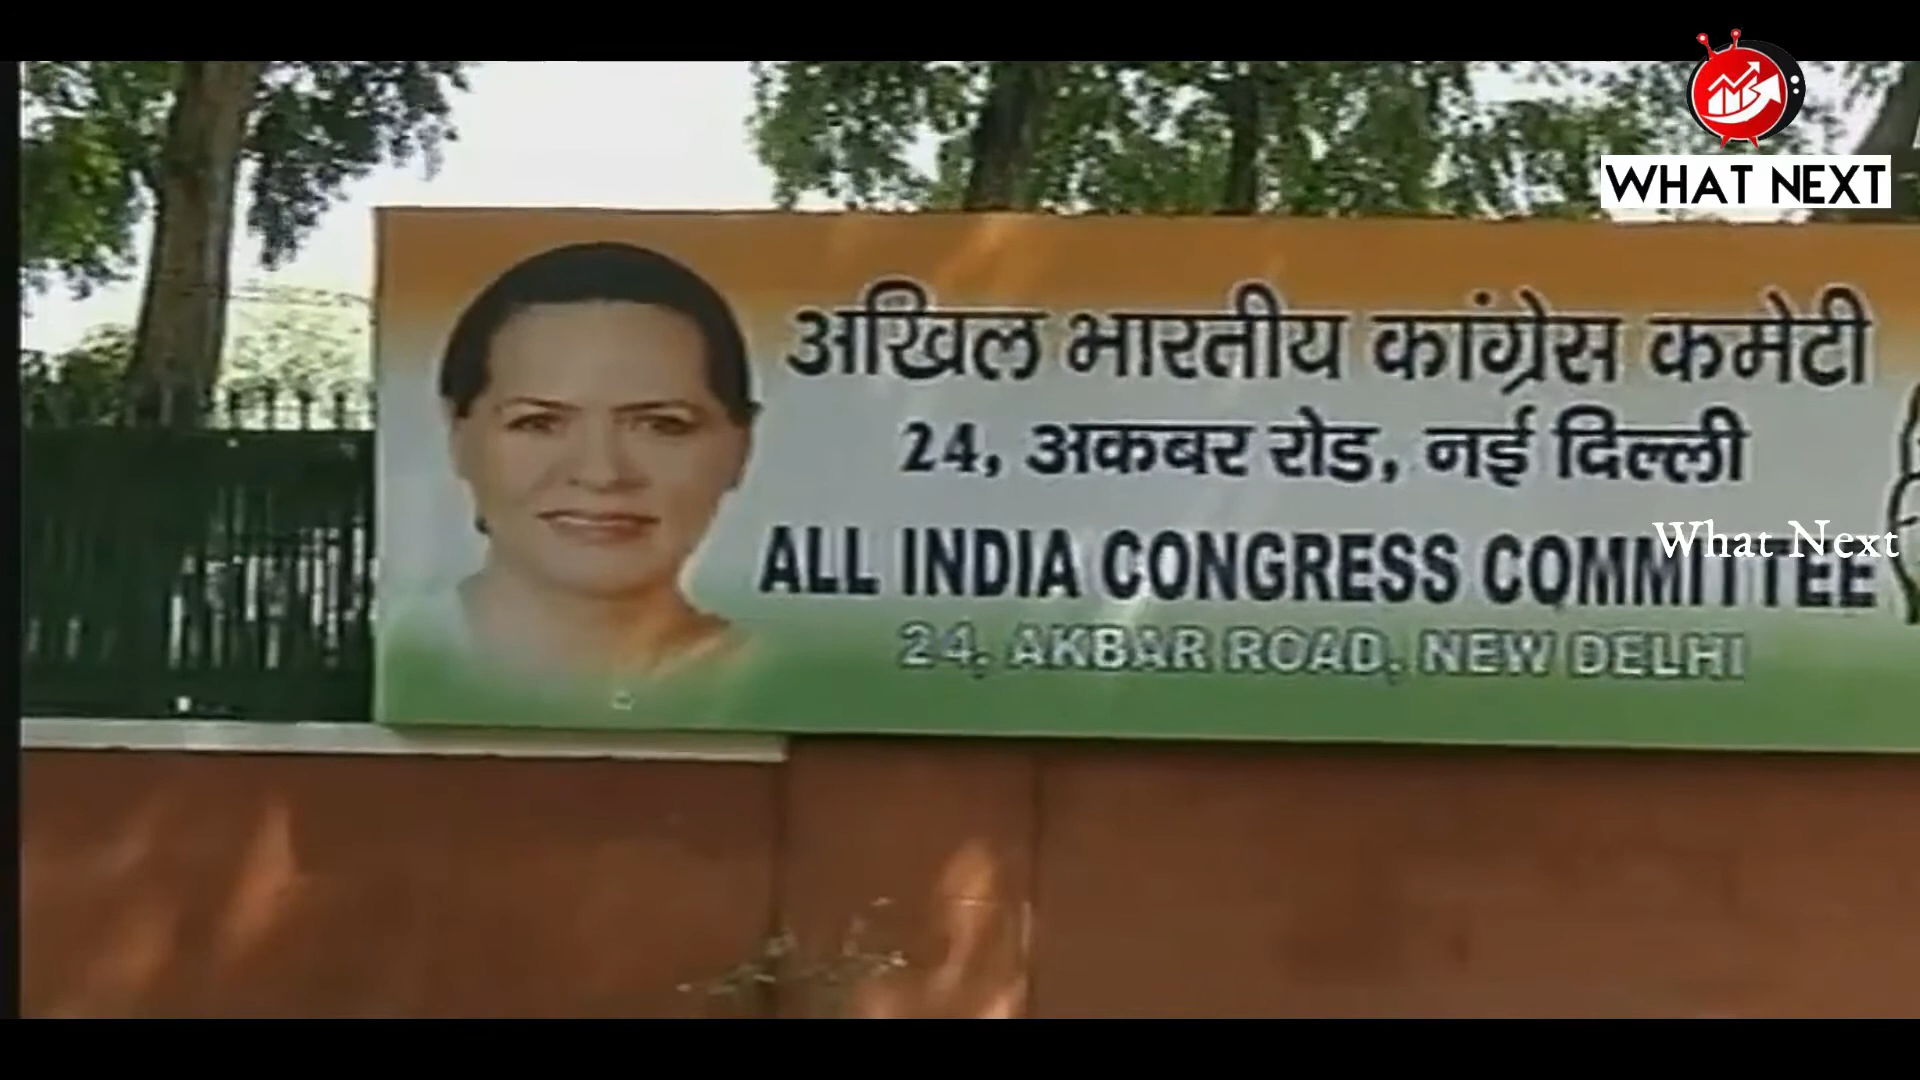 WHAT NEXT
अखिल भारतीय कांग्रेस कमेटी
24, अकबर रोड, नई दिल्ली
ALL INDIA CONGRESS COMMITTEE
What Next
24, AKBAR ROAD, NEW DELHI